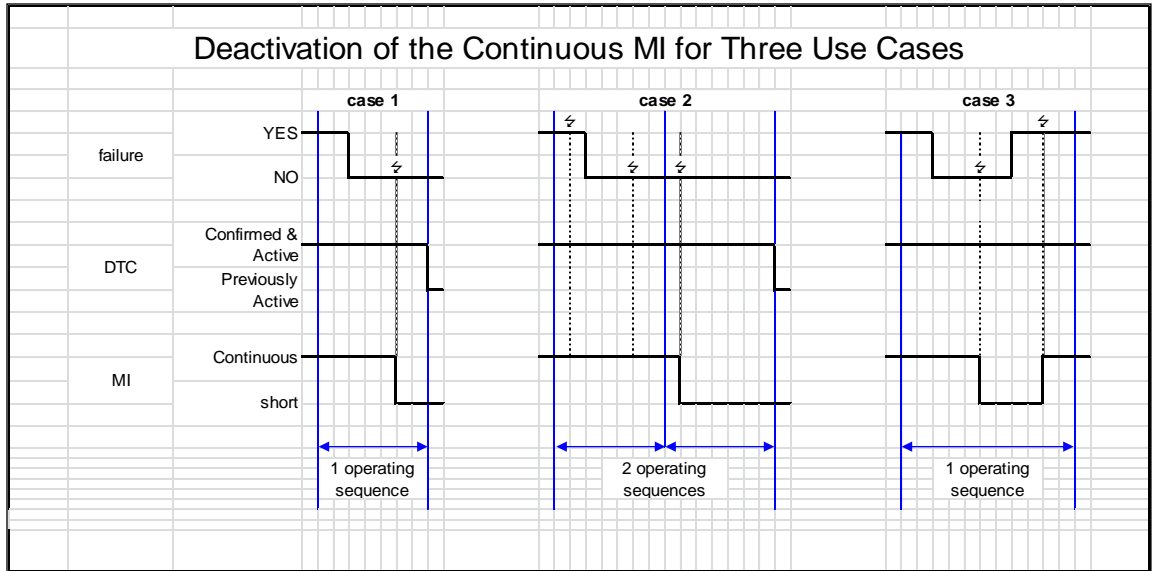 Deactivation of the Continuous MI for Three Use Cases
case 1
case 2
case 3
failure
YES
NO
DTC
Confirmed &
Active
Previously
Active
MI
Continuous
short
1 operating
sequence
2 operating
sequences
1 operating
sequence